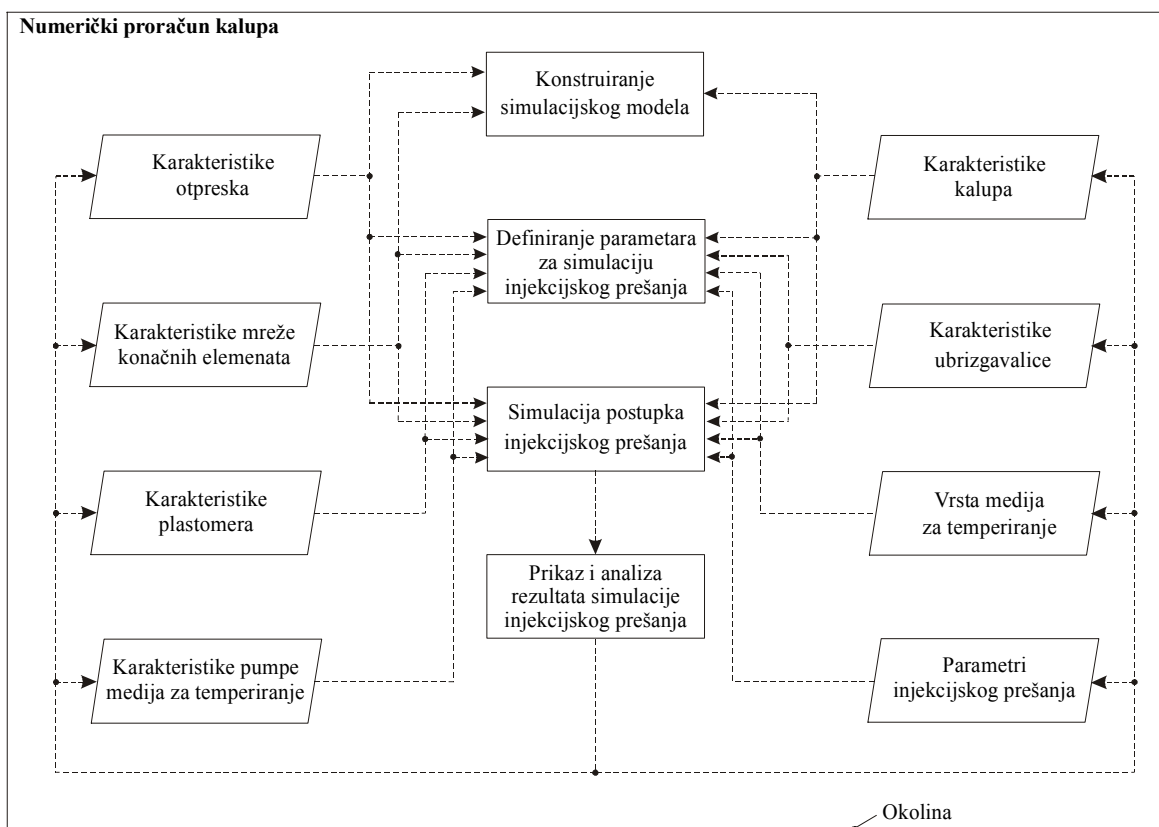 Numerički proračun kalupa
Konstruiranje
simulacijskog modela
Karakteristike
otpreska
Karakteristike
kalupa
Definiranje parametara
za simulaciju
injekcijskog prešanja
Karakteristike mreže
konačnih elemenata
Karakteristike
ubrizgavalice
Simulacija postupka
injekcijskog prešanja
Karakteristike
plastomera
Vrsta medija
za temperiranje
Prikaz i analiza
rezultata simulacije
injekcijskog prešanja
Karakteristike pumpe
medija za temperiranje
Parametri
injekcijskog prešanja
Okolina